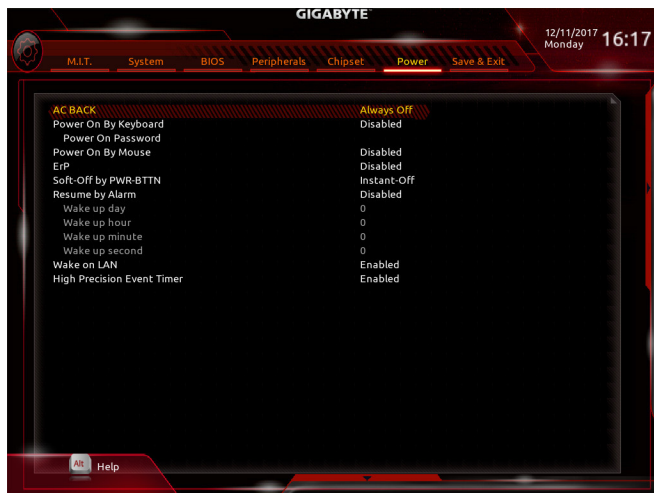 GIGABYTE™
12/11/2017 Monday 16:17
M.I.T. System BIOS Peripherals Chipset Power Save & Exit
AC BACK Always Off
Power On By Keyboard Disabled
Power On Password
Power On By Mouse Disabled
ErP Disabled
Soft-Off by PWR-BTTN Instant-Off
Resume by Alarm Disabled
Wake up day 0
Wake up hour 0
Wake up minute 0
Wake up second 0
Wake on LAN Enabled
High Precision Event Timer Enabled
Alt Help